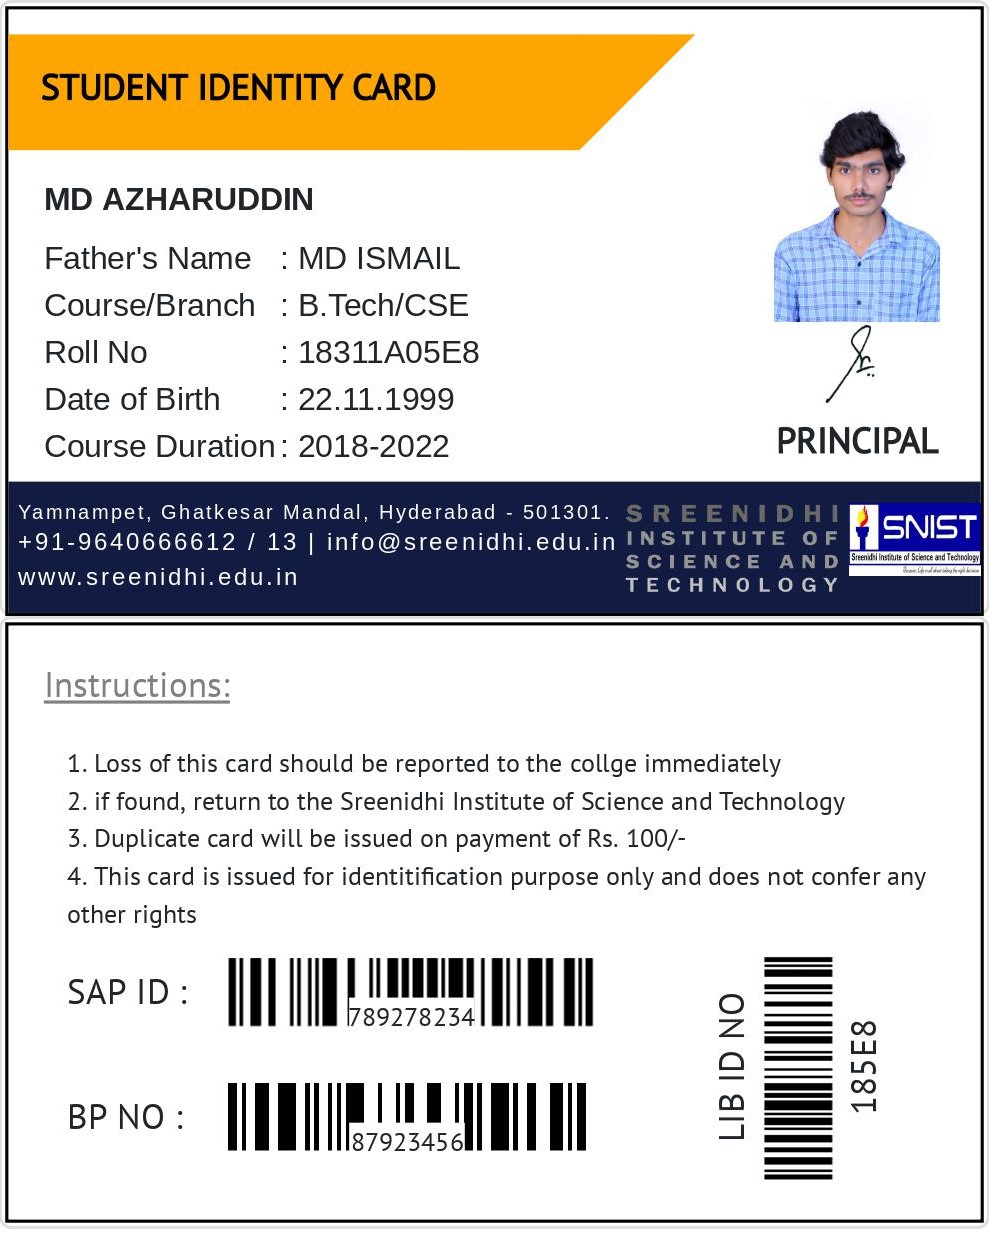 STUDENT IDENTITY CARD
MD AZHARUDDIN
Father's Name : MD ISMAIL
Course/Branch : B.Tech/CSE
Roll No : 18311A05E8
Date of Birth : 22.11.1999
Course Duration : 2018-2022
PRINCIPAL
Yamnampet, Ghatkesar Mandal, Hyderabad - 501301.
+91-9640666612 / 13 | info@sreenidhi.edu.in
www.sreenidhi.edu.in
SREENIDHI
INSTITUTE OF
SCIENCE AND
TECHNOLOGY
SNIST
Sreenidhi Institute of Science and Technology
Instructions:
1. Loss of this card should be reported to the collge immediately
2. if found, return to the Sreenidhi Institute of Science and Technology
3. Duplicate card will be issued on payment of Rs. 100/-
4. This card is issued for identitification purpose only and does not confer any
other rights
SAP ID :
789278234
BP NO :
87923456
LIB ID NO
185E8